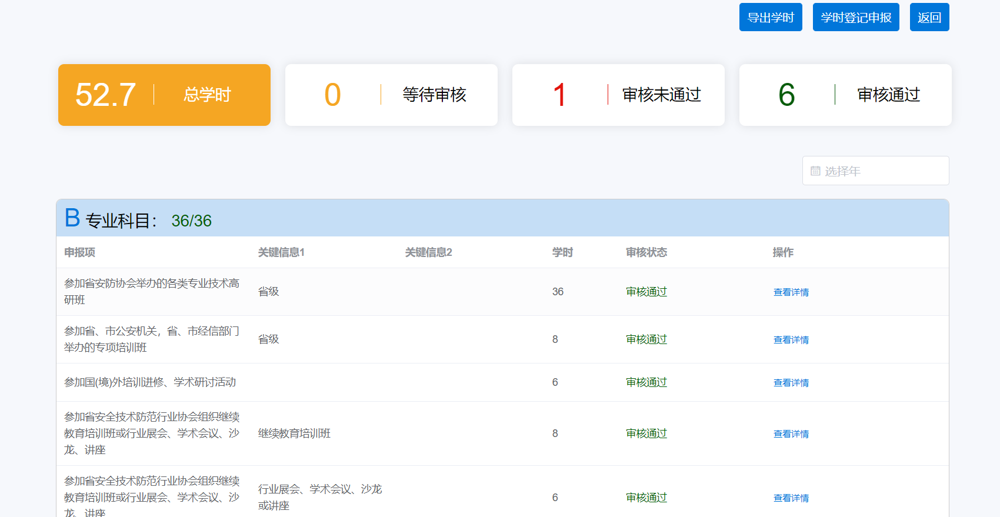 导出学时 学时登记申报 返回
52.7 总学时 0 等待审核 1 审核未通过 6 审核通过
选择年
B 专业科目： 36/36
申报项 关键信息1 关键信息2 学时 审核状态 操作
参加省安防协会举办的各类专业技术高
研班
省级 36 审核通过 查看详情
参加省、市公安机关，省、市经信部门
举办的专项培训班
省级 8 审核通过 查看详情
参加国(境)外培训进修、学术研讨活动 6 审核通过 查看详情
参加省安全技术防范行业协会组织继续
教育培训班或行业展会、学术会议、沙
龙、讲座
继续教育培训班 8 审核通过 查看详情
参加省安全技术防范行业协会组织继续
教育培训班或行业展会、学术会议、沙
龙、讲座
行业展会、学术会议、沙龙
或讲座
6 审核通过 查看详情